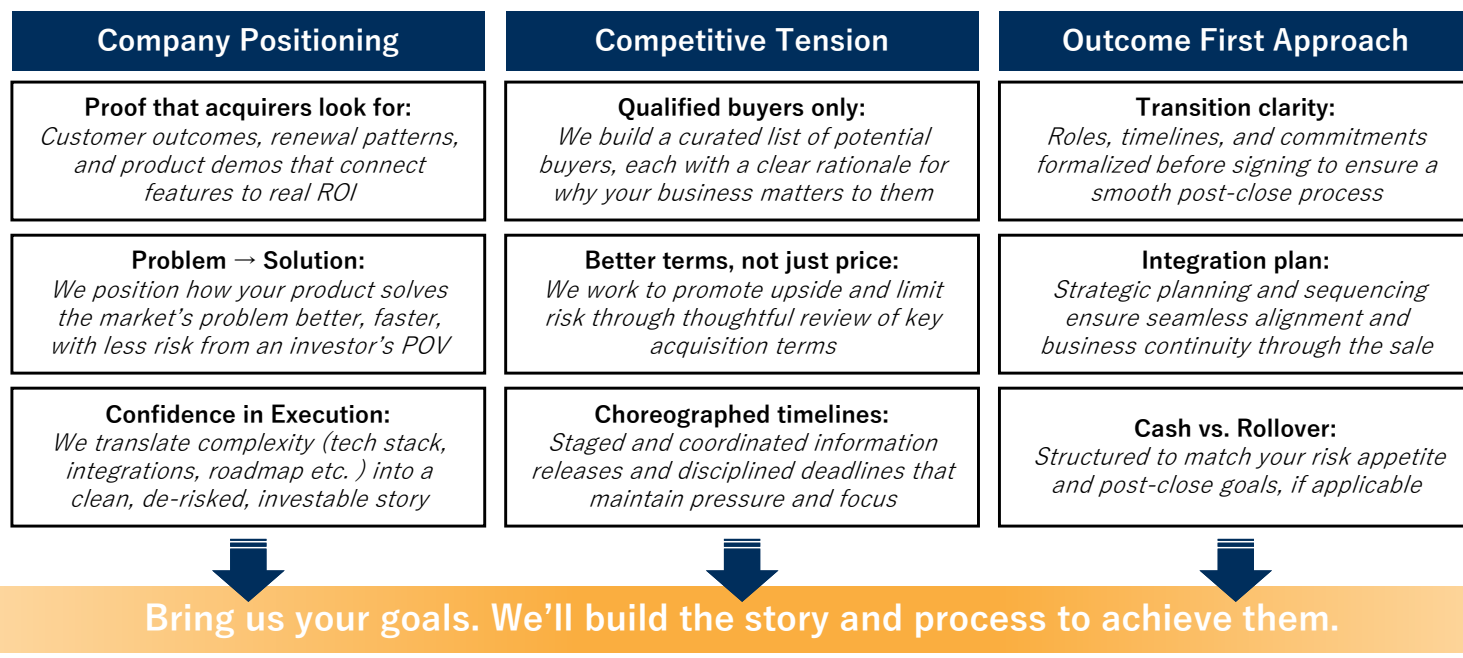 Company Positioning
Proof that acquirers look for:
Customer outcomes, renewal patterns,
and product demos that connect
features to real ROI
Problem → Solution:
We position how your product solves
the market’s problem better, faster,
with less risk from an investor’s POV
Confidence in Execution:
We translate complexity (tech stack,
integrations, roadmap etc. ) into a
clean, de-risked, investable story
Competitive Tension
Qualified buyers only:
We build a curated list of potential
buyers, each with a clear rationale for
why your business matters to them
Better terms, not just price:
We work to promote upside and limit
risk through thoughtful review of key
acquisition terms
Choreographed timelines:
Staged and coordinated information
releases and disciplined deadlines that
maintain pressure and focus
Outcome First Approach
Transition clarity:
Roles, timelines, and commitments
formalized before signing to ensure a
smooth post-close process
Integration plan:
Strategic planning and sequencing
ensure seamless alignment and
business continuity through the sale
Cash vs. Rollover:
Structured to match your risk appetite
and post-close goals, if applicable
Bring us your goals. We’ll build the story and process to achieve them.